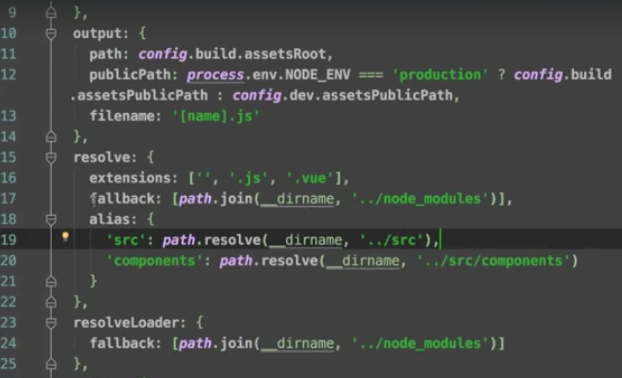 9 },
10 output: {
11 path: config.build.assetsRoot,
12 publicPath: process.env.NODE_ENV === 'production' ? config.build
.assetsPublicPath : config.dev.assetsPublicPath,
13 filename: '[name].js'
14 },
15 resolve: {
16 extensions: ['', '.js', '.vue'],
17 fallback: [path.join(__dirname, '../node_modules')],
18 alias: {
19 'src': path.resolve(__dirname, '../src'),
20 'components': path.resolve(__dirname, '../src/components')
21 }
22 },
23 resolveLoader: {
24 fallback: [path.join(__dirname, '../node_modules')]
25 },